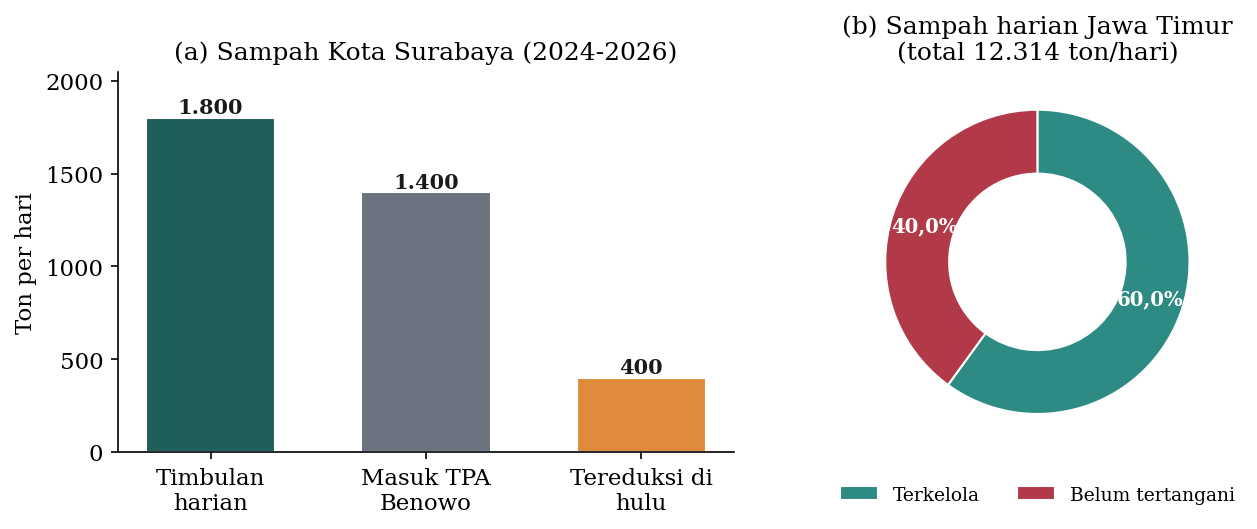 (a) Sampah Kota Surabaya (2024-2026)
Ton per hari
2000
1500
1000
500
0
1.800
1.400
400
Timbulan
harian
Masuk TPA
Benowo
Tereduksi di
hulu
(b) Sampah harian Jawa Timur
(total 12.314 ton/hari)
40,0%
60,0%
Terkelola
Belum tertangani